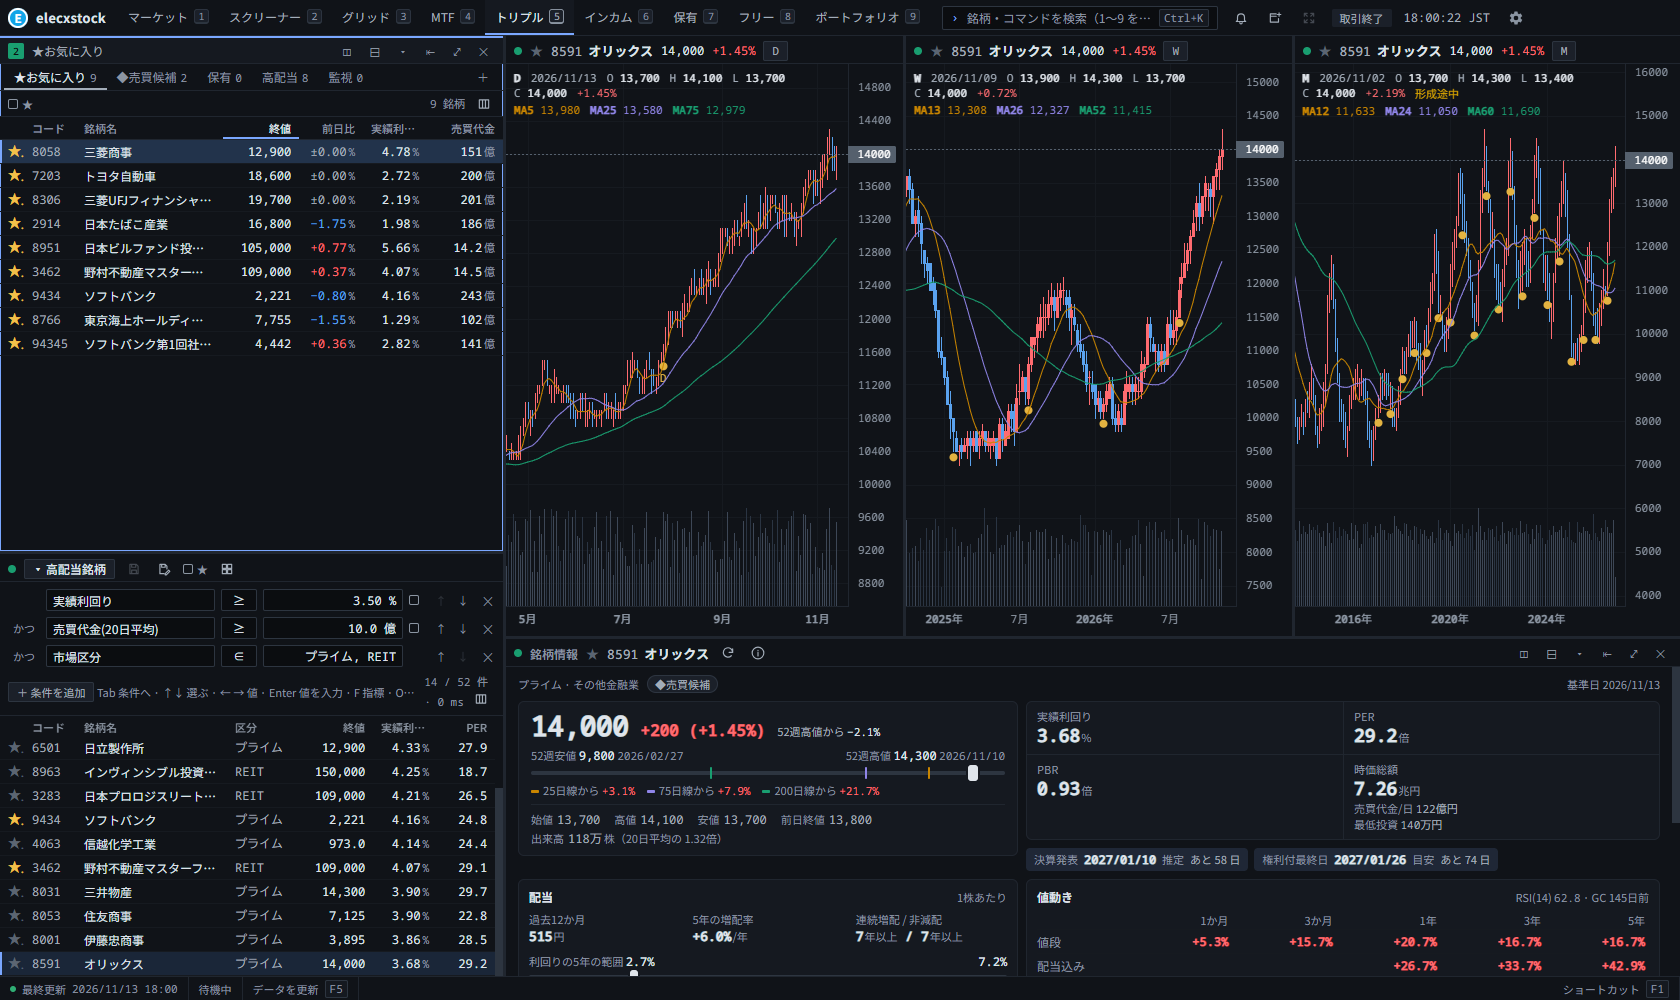 elecxstock マーケット 1 スクリーナー 2 グリッド 3 MTF 4 トリプル 5 インカム 6 保有 7 フリー 8 ポートフォリオ 9 › 銘柄・コマンドを検索（1〜9 を… Ctrl+K 取引終了 18:00:22 JST
2 ★お気に入り
★お気に入り 9 ◆売買候補 2 保有 0 高配当 8 監視 0 +
★ 9 銘柄
コード 銘柄名 終値 前日比 実績利… 売買代金
8058 三菱商事 12,900 ±0.00% 4.78% 151億
7203 トヨタ自動車 18,600 ±0.00% 2.72% 200億
8306 三菱UFJフィナンシャ… 19,700 ±0.00% 2.19% 201億
2914 日本たばこ産業 16,800 −1.75% 1.98% 186億
8951 日本ビルファンド投… 105,000 +0.77% 5.66% 14.2億
3462 野村不動産マスター… 109,000 +0.37% 4.07% 14.5億
9434 ソフトバンク 2,221 −0.80% 4.16% 243億
8766 東京海上ホールディ… 7,755 −1.55% 1.29% 102億
94345 ソフトバンク第1回社… 4,442 +0.36% 2.82% 141億
高配当銘柄
実績利回り ≥ 3.50 %
かつ 売買代金(20日平均) ≥ 10.0 億
かつ 市場区分 ∈ プライム, REIT
+ 条件を追加 Tab 条件へ · ↑↓ 選ぶ · ←→ 値 · Enter 値を入力 · F 指標 · O… 14 / 52 件 · 0 ms
コード 銘柄名 区分 終値 実績利… PER
6501 日立製作所 プライム 12,900 4.33% 27.9
8963 インヴィンシブル投資… REIT 150,000 4.25% 18.7
3283 日本プロロジスリート… REIT 109,000 4.21% 26.5
9434 ソフトバンク プライム 2,221 4.16% 24.8
4063 信越化学工業 プライム 973.0 4.14% 24.4
3462 野村不動産マスターフ… REIT 109,000 4.07% 29.1
8031 三井物産 プライム 14,300 3.90% 29.7
8053 住友商事 プライム 7,125 3.90% 22.8
8001 伊藤忠商事 プライム 3,895 3.86% 28.5
8591 オリックス プライム 14,000 3.68% 29.2
★ 8591 オリックス 14,000 +1.45% D
D 2026/11/13 O 13,700 H 14,100 L 13,700
C 14,000 +1.45%
MA5 13,980 MA25 13,580 MA75 12,979
14800
14400
14000
13600
13200
12800
12400
12000
11600
11200
10800
10400
10000
9600
9200
8800
5月 7月 9月 11月
★ 8591 オリックス 14,000 +1.45% W
W 2026/11/09 O 13,900 H 14,300 L 13,700
C 14,000 +0.72%
MA13 13,308 MA26 12,327 MA52 11,415
15000
14500
14000
13500
13000
12500
12000
11500
11000
10500
10000
9500
9000
8500
8000
7500
2025年 7月 2026年 7月
★ 8591 オリックス 14,000 +1.45% M
M 2026/11/02 O 13,700 H 14,300 L 13,400
C 14,000 +2.19% 形成途中
MA12 11,633 MA24 11,050 MA60 11,690
16000
15000
14000
13000
12000
11000
10000
9000
8000
7000
6000
5000
4000
2016年 2020年 2024年
銘柄情報 ★ 8591 オリックス
プライム · その他金融業 ◆売買候補 基準日 2026/11/13
14,000 +200 (+1.45%) 52週高値から −2.1%
52週安値 9,800 2026/02/27 52週高値 14,300 2026/11/10
25日線から +3.1% 75日線から +7.9% 200日線から +21.7%
始値 13,700 高値 14,100 安値 13,700 前日終値 13,800
出来高 118万 株（20日平均の 1.32倍）
実績利回り
3.68%
PER
29.2倍
PBR
0.93倍
時価総額
7.26兆円
売買代金/日 122億円
最低投資 140万円
決算発表 2027/01/10 推定 あと 58 日 権利付最終日 2027/01/26 目安 あと 74 日
配当 1株あたり
過去12か月 5年の増配率 連続増配 / 非減配
515円 +6.0%/年 7年以上 / 7年以上
利回りの5年の範囲 2.7% 7.2%
値動き RSI(14) 62.8 · GC 145日前
1か月 3か月 1年 3年 5年
値段 +5.3% +15.7% +20.7% +16.7% +16.7%
配当込み +26.7% +33.7% +42.9%
最終更新 2026/11/13 18:00 待機中 データを更新 F5 ショートカット F1